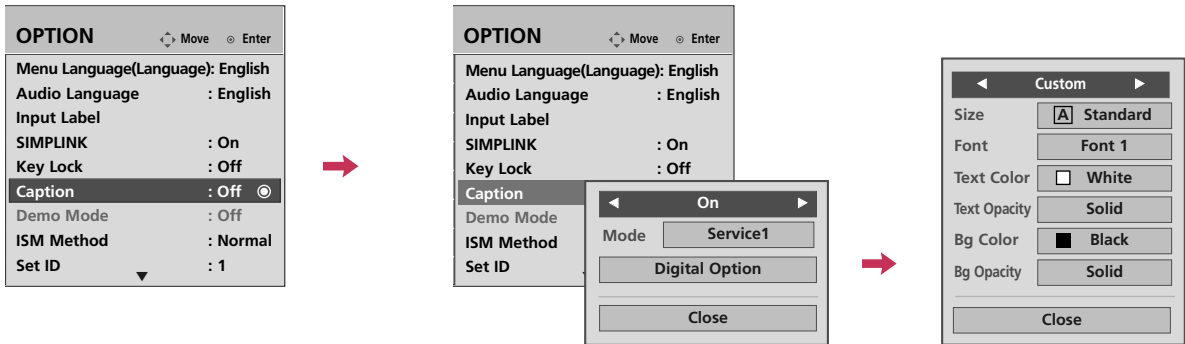 OPTION Move Enter
Menu Language(Language): English
Audio Language : English
Input Label
SIMPLINK : On
Key Lock : Off
Caption : Off
Demo Mode : Off
ISM Method : Normal
Set ID : 1
OPTION Move Enter
Menu Language(Language): English
Audio Language : English
Input Label
SIMPLINK : On
Key Lock : Off
Caption
Demo Mode
ISM Method
Set ID
On
Mode Service1
Digital Option
Close
Custom
Size A Standard
Font Font 1
Text Color White
Text Opacity Solid
Bg Color Black
Bg Opacity Solid
Close